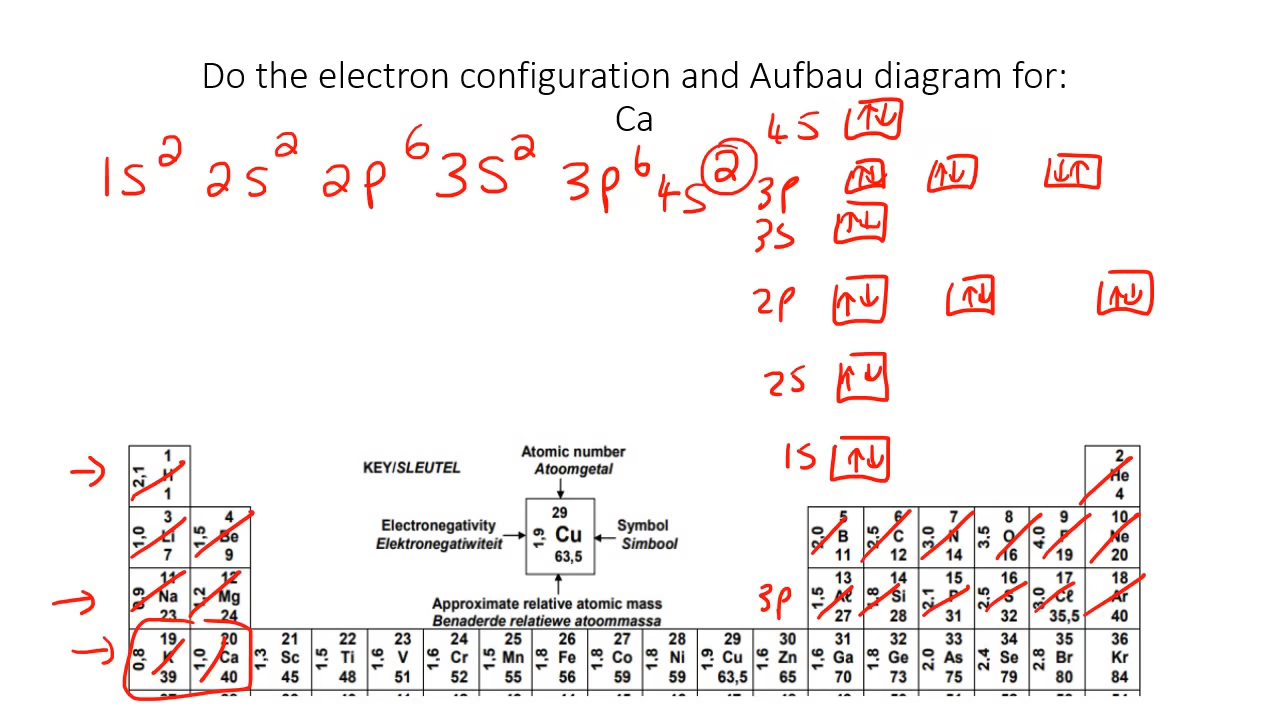 Do the electron configuration and Aufbau diagram for:
Ca
1s² 2s² 2p⁶ 3s² 3p⁶ 4s²
4s ↑↓
3p ↑↓ ↑↓ ↓↑
3s ↑↓
2p ↑↓ ↑↓ ↑↓
2s ↑↓
1s ↑↓
KEY/SLEUTEL
Atomic number
Atoomgetal
Electronegativity
Elektronegatiwiteit
29
1,9 Cu
63,5
Symbol
Simbool
Approximate relative atomic mass
Benaderde relatiewe atoommassa
→ 2,1 1 H 1 2 He 4
1,0 3 Li 7 1,5 4 Be 9 2,0 5 B 11 2,5 6 C 12 3,0 7 N 14 3,5 8 O 16 4,0 9 F 19 10 Ne 20
→ 0,9 11 Na 23 1,2 12 Mg 24 3p 1,5 13 Aℓ 27 1,8 14 Si 28 2,1 15 P 31 2,5 16 S 32 3,0 17 Cℓ 35,5 18 Ar 40
→ 0,8 19 K 39 1,0 20 Ca 40 1,3 21 Sc 45 1,5 22 Ti 48 1,6 23 V 51 1,6 24 Cr 52 1,5 25 Mn 55 1,8 26 Fe 56 1,8 27 Co 59 1,8 28 Ni 59 1,9 29 Cu 63,5 1,6 30 Zn 65 1,6 31 Ga 70 1,8 32 Ge 73 2,0 33 As 75 2,4 34 Se 79 2,8 35 Br 80 36 Kr 84